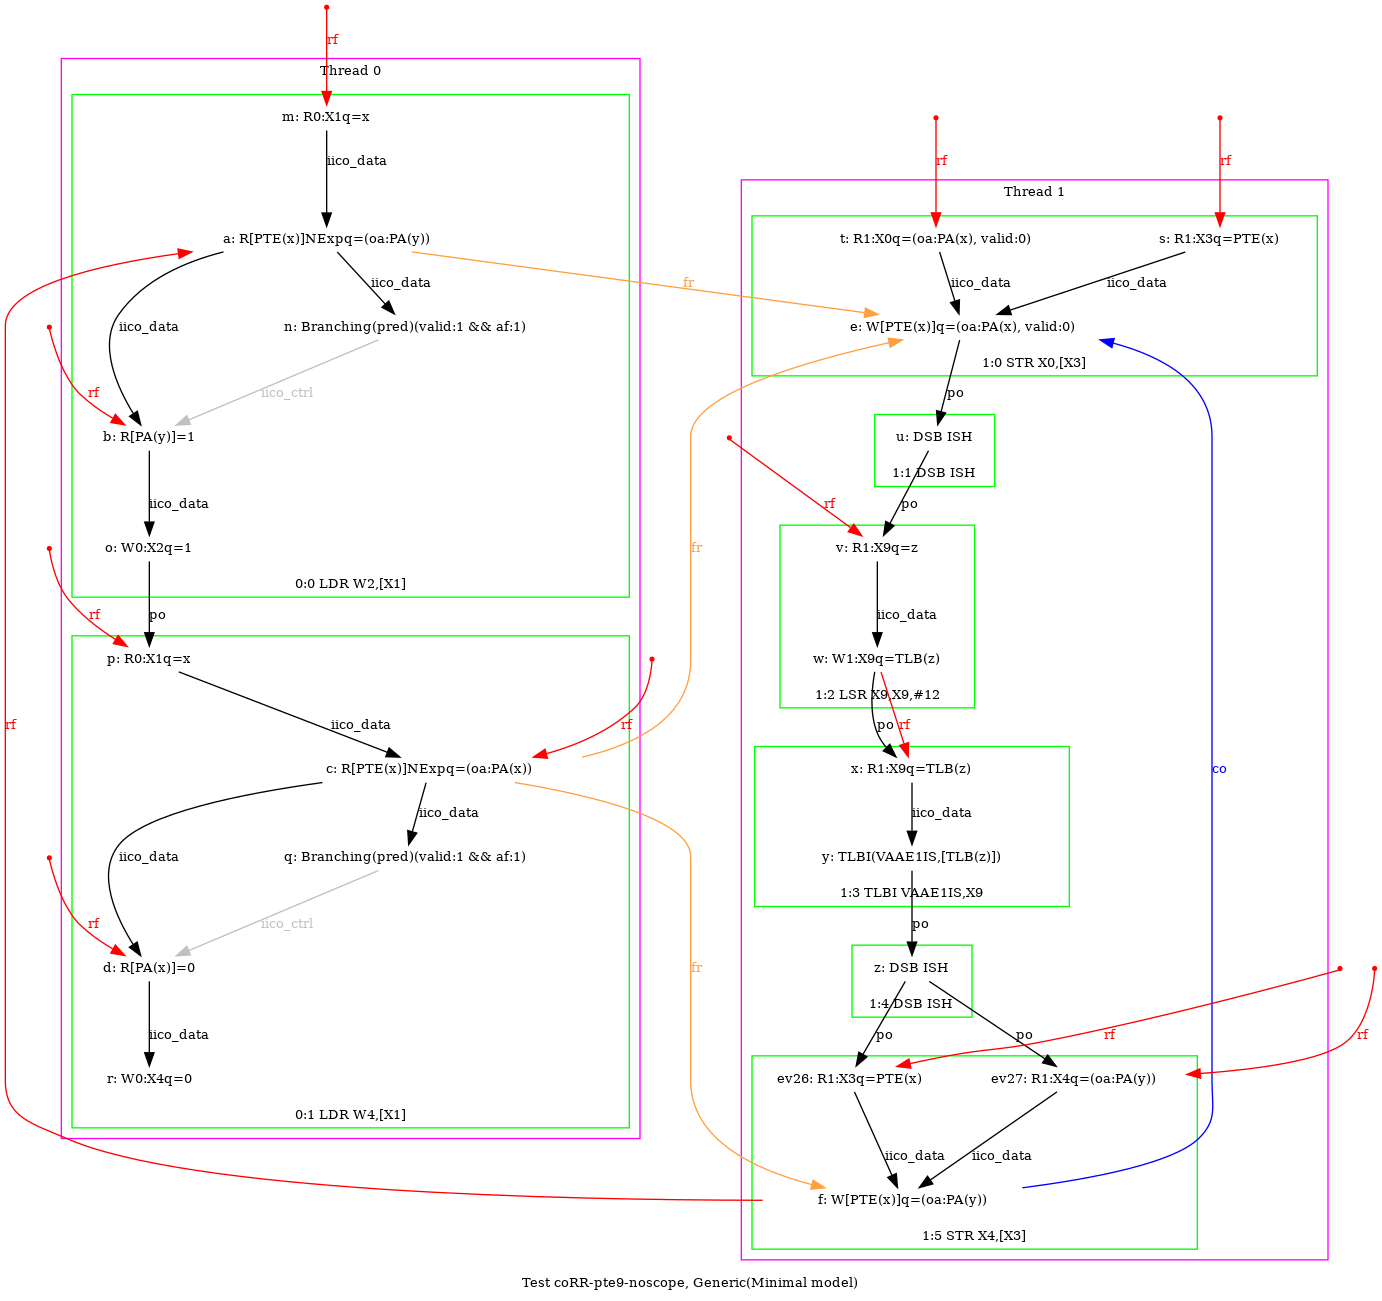 rf
Thread 0
m: R0:X1q=x
rf
rf
iico_data
Thread 1
a: R[PTE(x)]NExpq=(oa:PA(y))
t: R1:X0q=(oa:PA(x), valid:0)
s: R1:X3q=PTE(x)
fr
iico_data
iico_data
iico_data
iico_data
n: Branching(pred)(valid:1 && af:1)
e: W[PTE(x)]q=(oa:PA(x), valid:0)
1:0 STR X0,[X3]
rf
iico_ctrl
po
b: R[PA(y)]=1
u: DSB ISH
1:1 DSB ISH
iico_data
rf
po
o: W0:X2q=1
fr
v: R1:X9q=z
0:0 LDR W2,[X1]
rf
po
iico_data
p: R0:X1q=x
w: W1:X9q=TLB(z)
1:2 LSR X9,X9,#12
rf
iico_data
rf
po
rf
c: R[PTE(x)]NExpq=(oa:PA(x))
x: R1:X9q=TLB(z)
co
iico_data
iico_data
iico_data
q: Branching(pred)(valid:1 && af:1)
y: TLBI(VAAE1IS,[TLB(z)])
1:3 TLBI VAAE1IS,X9
rf
iico_ctrl
po
d: R[PA(x)]=0
fr
z: DSB ISH
1:4 DSB ISH
iico_data
po
po
rf
rf
r: W0:X4q=0
ev26: R1:X3q=PTE(x)
ev27: R1:X4q=(oa:PA(y))
0:1 LDR W4,[X1]
iico_data
iico_data
f: W[PTE(x)]q=(oa:PA(y))
1:5 STR X4,[X3]
Test coRR-pte9-noscope, Generic(Minimal model)